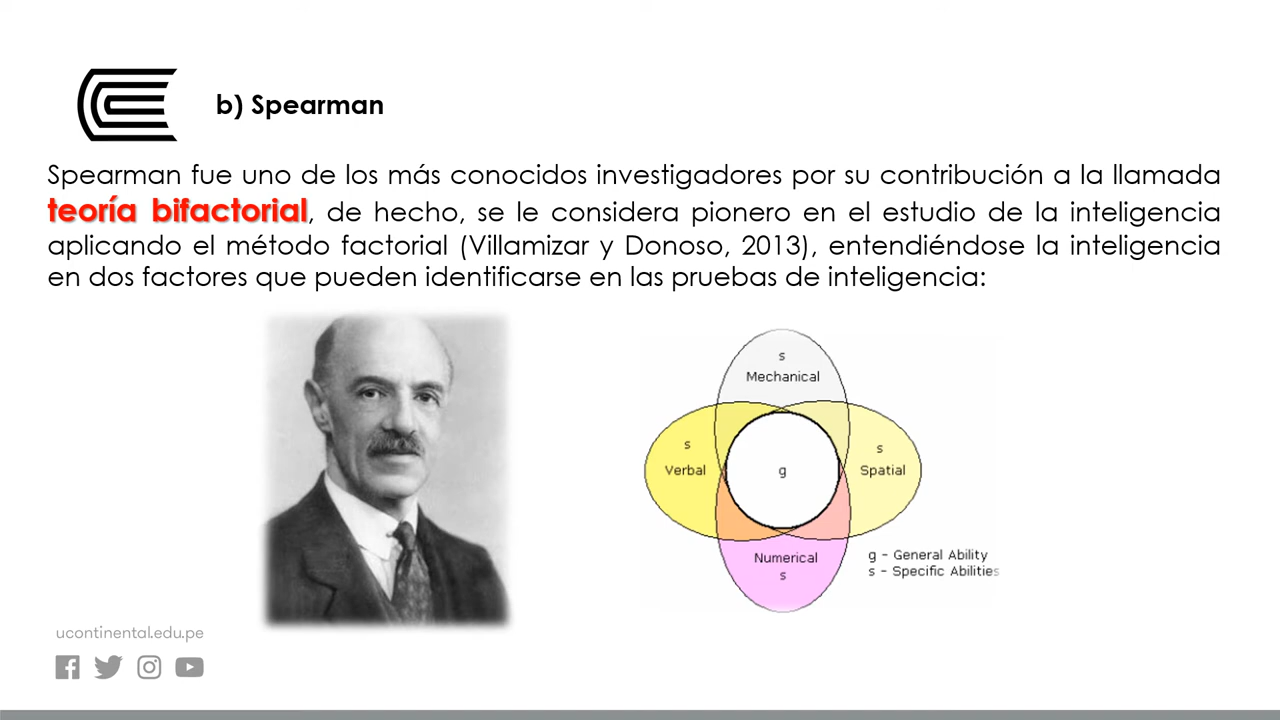 b) Spearman
Spearman fue uno de los más conocidos investigadores por su contribución a la llamada
teoría bifactorial, de hecho, se le considera pionero en el estudio de la inteligencia
aplicando el método factorial (Villamizar y Donoso, 2013), entendiéndose la inteligencia
en dos factores que pueden identificarse en las pruebas de inteligencia:
s
Mechanical
s
Verbal
g
s
Spatial
Numerical
s
g - General Ability
s - Specific Abilities
ucontinental.edu.pe